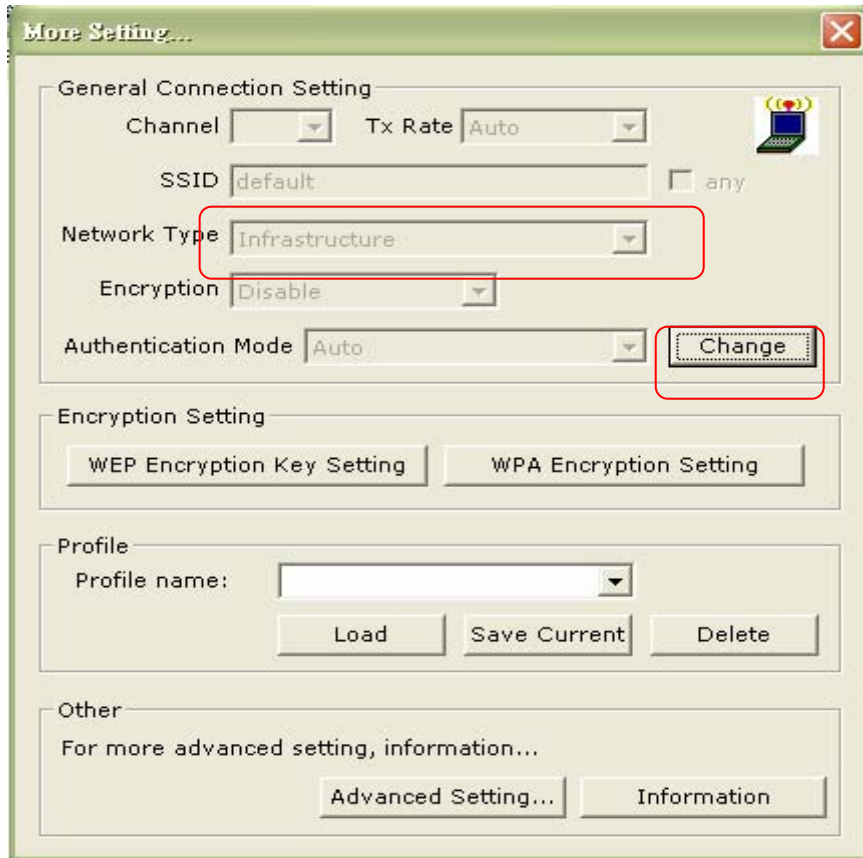 More Setting...
General Connection Setting
Channel Tx Rate Auto
SSID default any
Network Type Infrastructure
Encryption Disable
Authentication Mode Auto Change
Encryption Setting
WEP Encryption Key Setting WPA Encryption Setting
Profile
Profile name:
Load Save Current Delete
Other
For more advanced setting, information...
Advanced Setting... Information